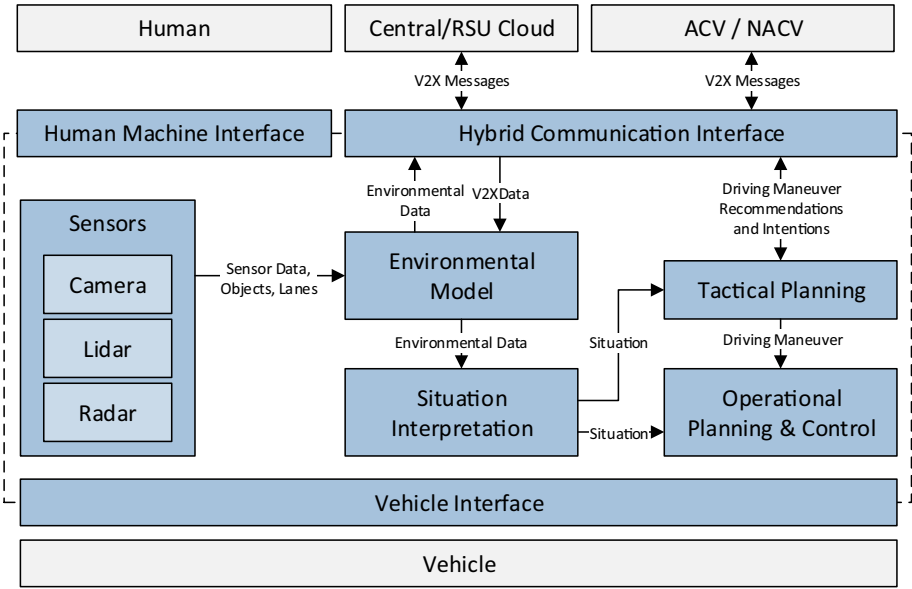 Human
Central/RSU Cloud
ACV / NACV
V2X Messages
V2X Messages
Human Machine Interface
Hybrid Communication Interface
Environmental
Data
V2XData
Driving Maneuver
Recommendations
and Intentions
Sensors
Camera
Lidar
Radar
Sensor Data,
Objects, Lanes
Environmental
Model
Tactical Planning
Environmental Data
Situation
Driving Maneuver
Situation
Interpretation
Situation
Operational
Planning & Control
Vehicle Interface
Vehicle